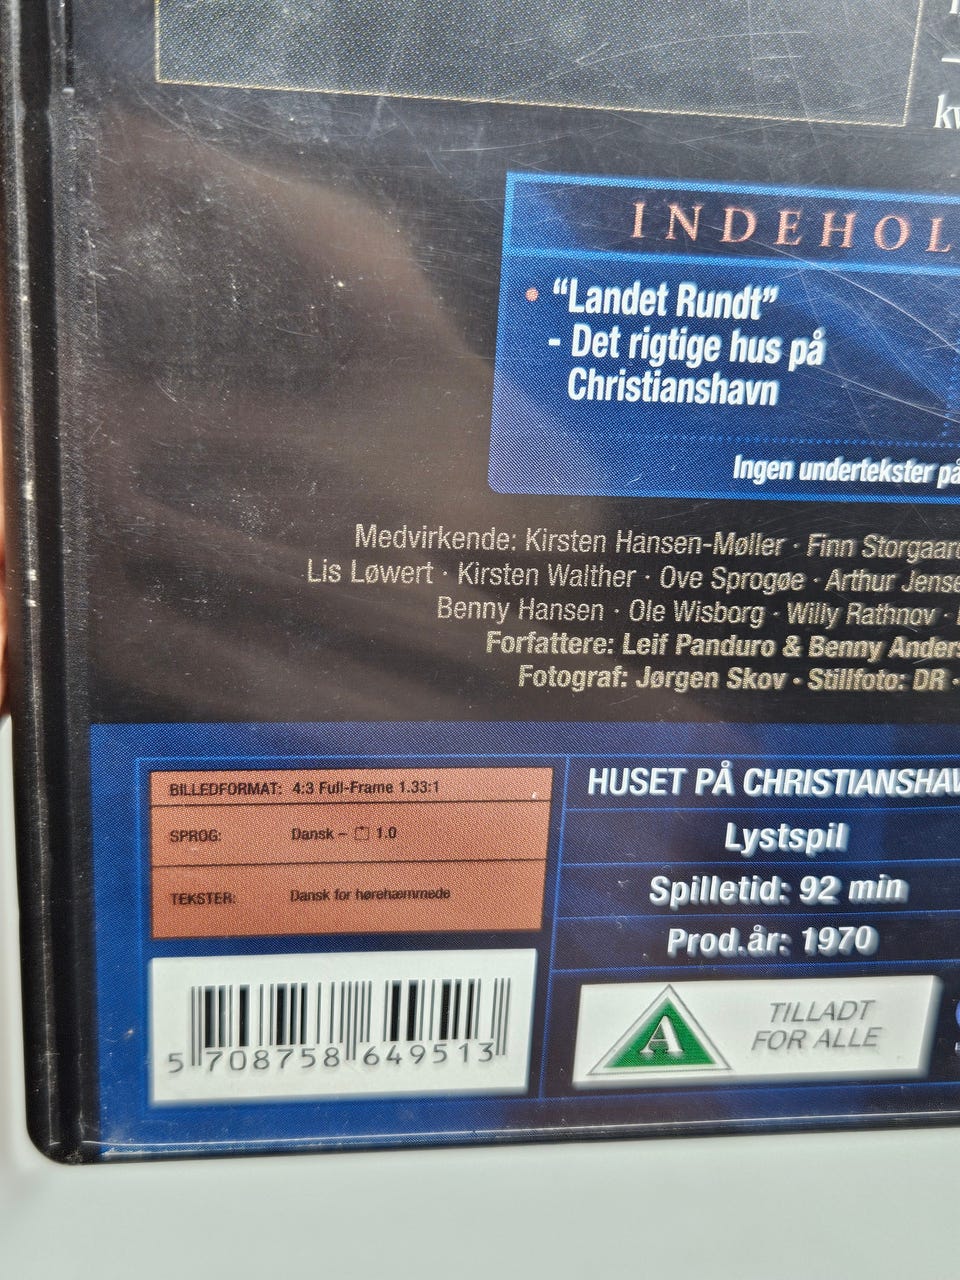 INDEHOL
• “Landet Rundt”
- Det rigtige hus på
Christianshavn
Ingen undertekster på
Medvirkende: Kirsten Hansen-Møller · Finn Storgaard
Lis Løwert · Kirsten Walther · Ove Sprogøe · Arthur Jense
Benny Hansen · Ole Wisborg · Willy Rathnov ·
Forfattere: Leif Panduro & Benny Anders
Fotograf: Jørgen Skov • Stillfoto: DR •
BILLEDFORMAT: 4:3 Full-Frame 1.33:1
SPROG: Dansk – 1.0
TEKSTER: Dansk for hørehæmmede
HUSET PÅ CHRISTIANSHAV
Lystspil
Spilletid: 92 min
Prod.år: 1970
5 708758 649513
A
TILLADT
FOR ALLE